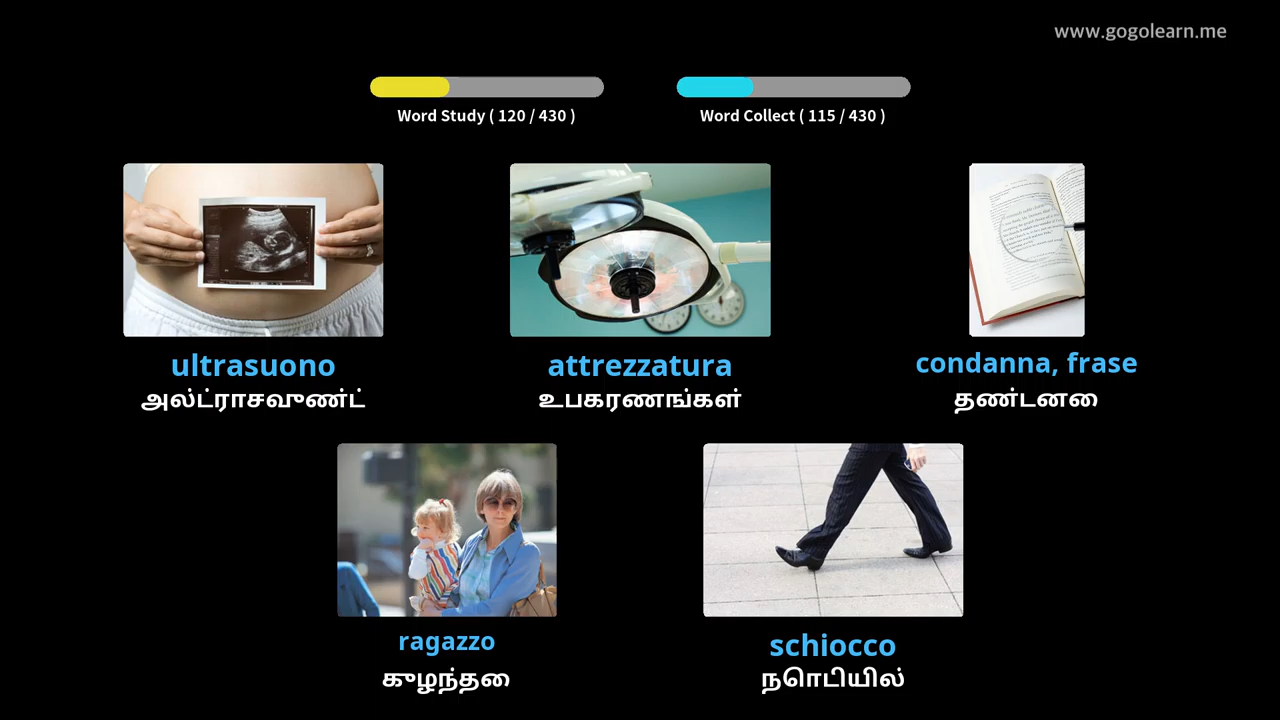 www.gogolearn.me
Word Study ( 120 / 430 )
Word Collect ( 115 / 430 )
ultrasuono
அல்ட்ராசவுண்ட்
attrezzatura
உபகரணங்கள்
condanna, frase
தண்டனை
ragazzo
குழந்தை
schiocco
நொடியில்